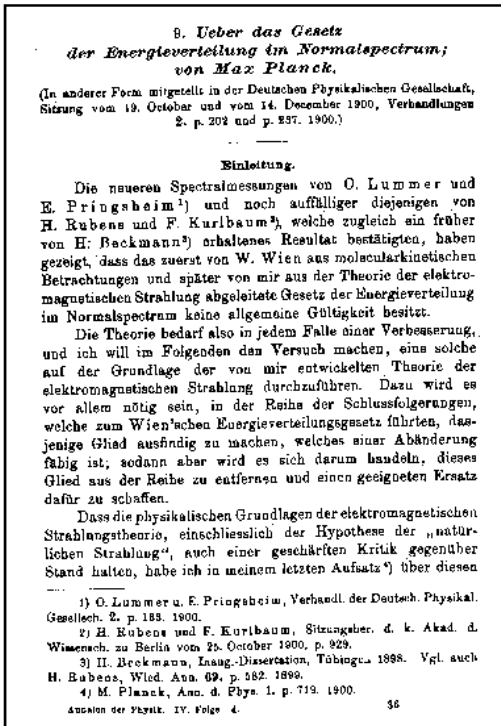 9. Ueber das Gesetz
der Energieverteilung im Normalspectrum;
von Max Planck.
(In anderer Form mitgeteilt in der Deutschen Physikalischen Gesellschaft,
Sitzung vom 19. October und vom 14. December 1900, Verhandlungen
2. p. 202 und p. 237. 1900.)
Einleitung.
Die neueren Spectralmessungen von O. Lummer und
E. Pringsheim¹) und noch auffälliger diejenigen von
H. Rubens und F. Kurlbaum²), welche zugleich ein früher
von H. Beckmann³) erhaltenes Resultat bestätigten, haben
gezeigt, dass das zuerst von W. Wien aus molecularkinetischen
Betrachtungen und später von mir aus der Theorie der elektro-
magnetischen Strahlung abgeleitete Gesetz der Energieverteilung
im Normalspectrum keine allgemeine Gültigkeit besitzt.
Die Theorie bedarf also in jedem Falle einer Verbesserung,
und ich will im Folgenden den Versuch machen, eine solche
auf der Grundlage der von mir entwickelten Theorie der
elektromagnetischen Strahlung durchzuführen. Dazu wird es
vor allem nötig sein, in der Reihe der Schlussfolgerungen,
welche zum Wien'schen Energieverteilungsgesetz führten, das-
jenige Glied ausfindig zu machen, welches einer Abänderung
fähig ist; sodann aber wird es sich darum handeln, dieses
Glied aus der Reihe zu entfernen und einen geeigneten Ersatz
dafür zu schaffen.
Dass die physikalischen Grundlagen der elektromagnetischen
Strahlungstheorie, einschliesslich der Hypothese der „natür-
lichen Strahlung“, auch einer geschärften Kritik gegenüber
Stand halten, habe ich in meinem letzten Aufsatz⁴) über diesen
1) O. Lummer u. E. Pringsheim, Verhandl. der Deutsch. Physikal.
Gesellsch. 2. p. 163. 1900.
2) H. Rubens und F. Kurlbaum, Sitzungsber. d. k. Akad. d.
Wissensch. zu Berlin vom 25. October 1900, p. 929.
3) H. Beckmann, Inaug.-Dissertation, Tübingen 1898. Vgl. auch
H. Rubens, Wied. Ann. 69. p. 582. 1899.
4) M. Planck, Ann. d. Phys. 1. p. 719. 1900.
Annalen der Physik. IV. Folge. 4. 36